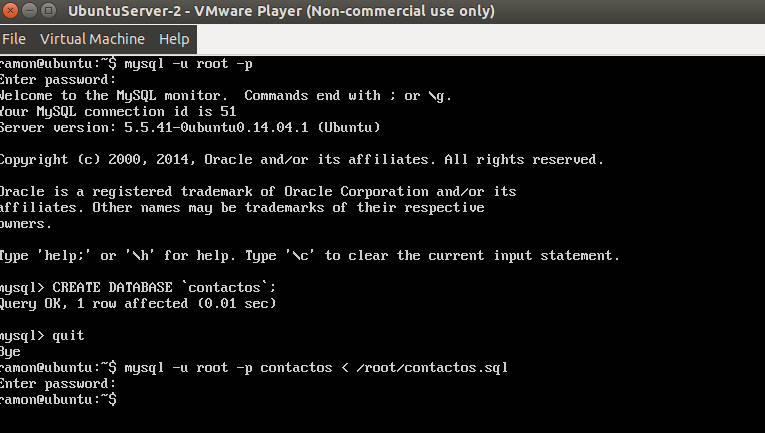 UbuntuServer-2 - VMware Player (Non-commercial use only)
File Virtual Machine Help
ramon@ubuntu:~$ mysql -u root -p
Enter password:
Welcome to the MySQL monitor.  Commands end with ; or \g.
Your MySQL connection id is 51
Server version: 5.5.41-0ubuntu0.14.04.1 (Ubuntu)
Copyright (c) 2000, 2014, Oracle and/or its affiliates. All rights reserved.
Oracle is a registered trademark of Oracle Corporation and/or its
affiliates. Other names may be trademarks of their respective
owners.
Type 'help;' or '\h' for help. Type '\c' to clear the current input statement.
mysql> CREATE DATABASE `contactos`;
Query OK, 1 row affected (0.01 sec)
mysql> quit
Bye
ramon@ubuntu:~$ mysql -u root -p contactos < /root/contactos.sql
Enter password:
ramon@ubuntu:~$